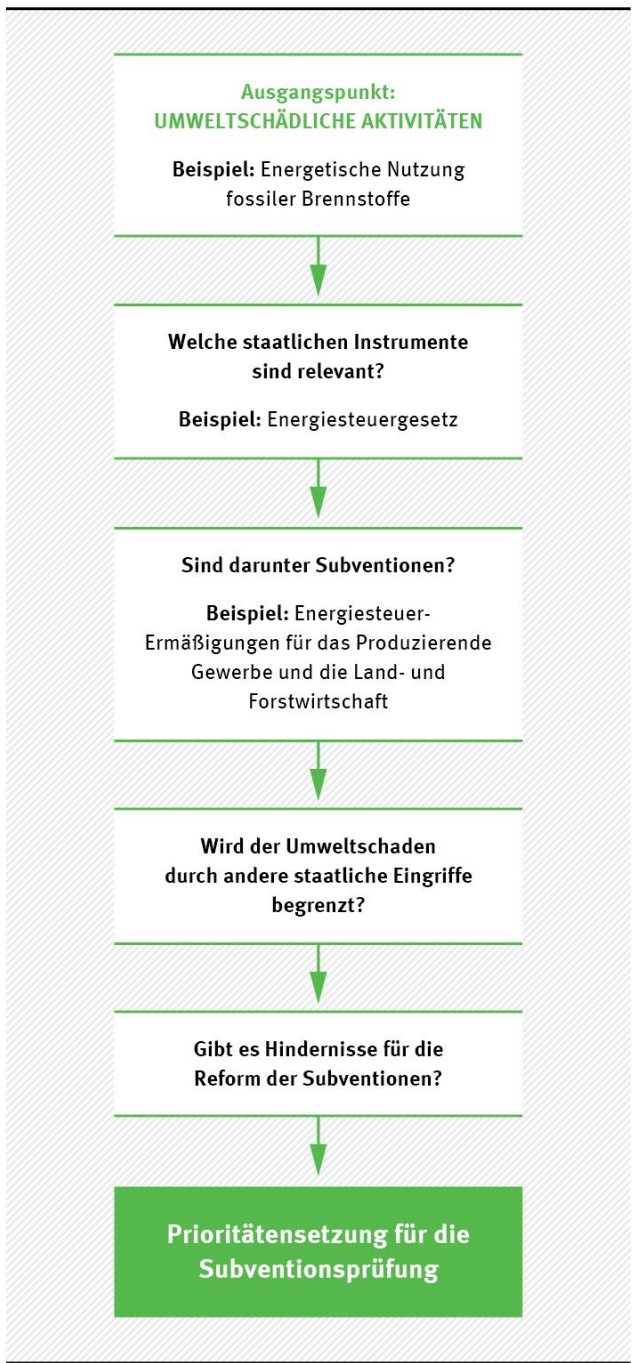 Ausgangspunkt:
UMWELTSCHÄDLICHE AKTIVITÄTEN
Beispiel: Energetische Nutzung
fossiler Brennstoffe
Welche staatlichen Instrumente
sind relevant?
Beispiel: Energiesteuergesetz
Sind darunter Subventionen?
Beispiel: Energiesteuer-
Ermäßigungen für das Produzierende
Gewerbe und die Land- und
Forstwirtschaft
Wird der Umweltschaden
durch andere staatliche Eingriffe
begrenzt?
Gibt es Hindernisse für die
Reform der Subventionen?
Prioritätensetzung für die
Subventionsprüfung